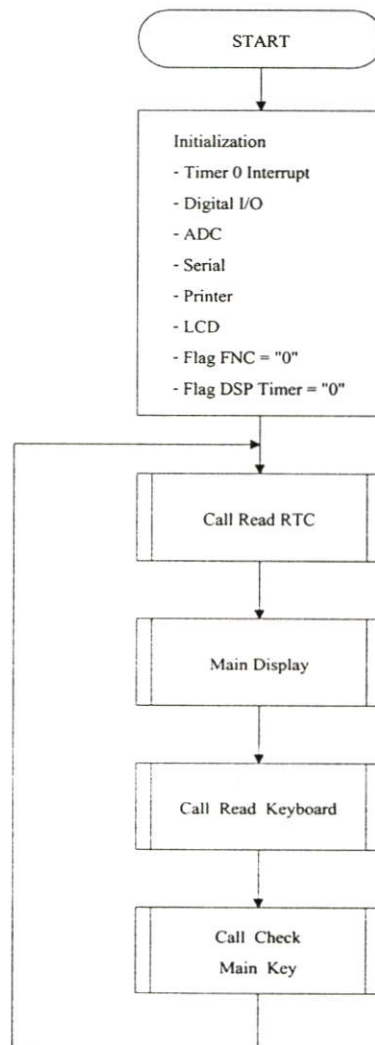 START
Initialization
- Timer 0 Interrupt
- Digital I/O
- ADC
- Serial
- Printer
- LCD
- Flag FNC = "0"
- Flag DSP Timer = "0"
Call Read RTC
Main Display
Call Read Keyboard
Call Check
Main Key